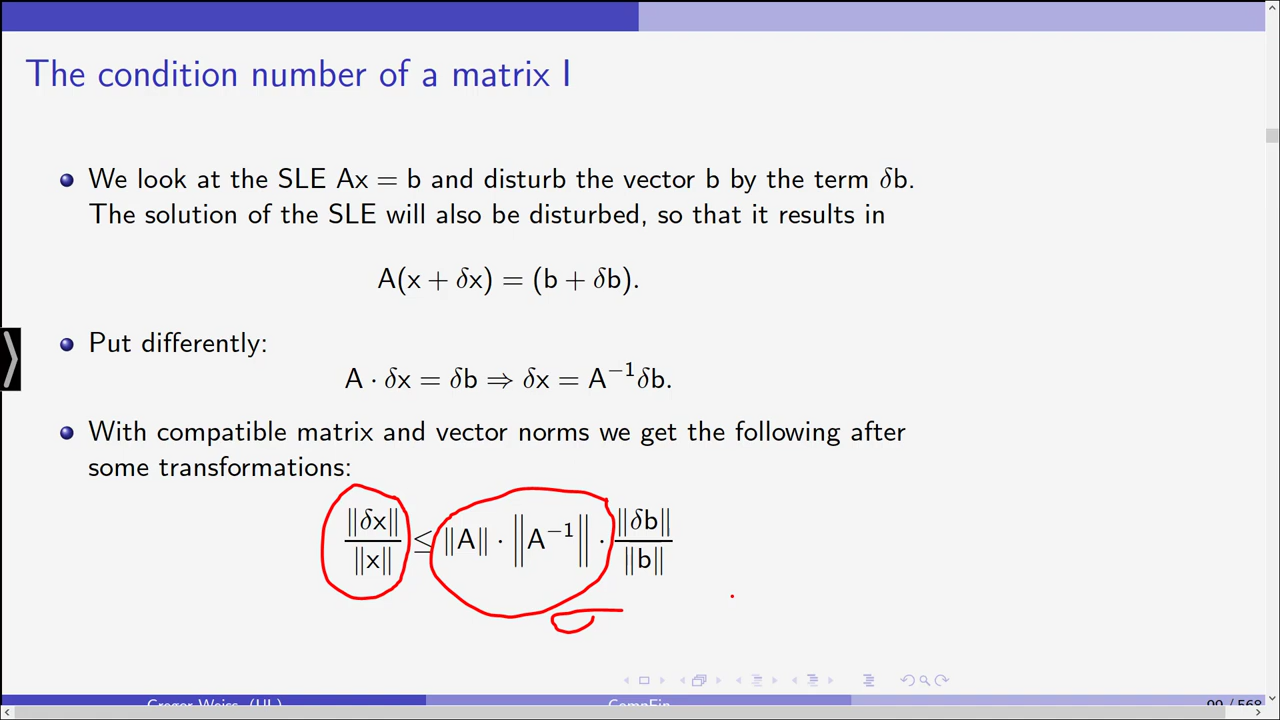 The condition number of a matrix I
We look at the SLE Ax = b and disturb the vector b by the term δb.
The solution of the SLE will also be disturbed, so that it results in
A(x + δx) = (b + δb).
Put differently:
A · δx = δb ⇒ δx = A⁻¹δb.
With compatible matrix and vector norms we get the following after
some transformations:
‖δx‖/‖x‖ ≤ ‖A‖ · ‖A⁻¹‖ · ‖δb‖/‖b‖
Gregor Weiss (UL) CompFin 99 / 568